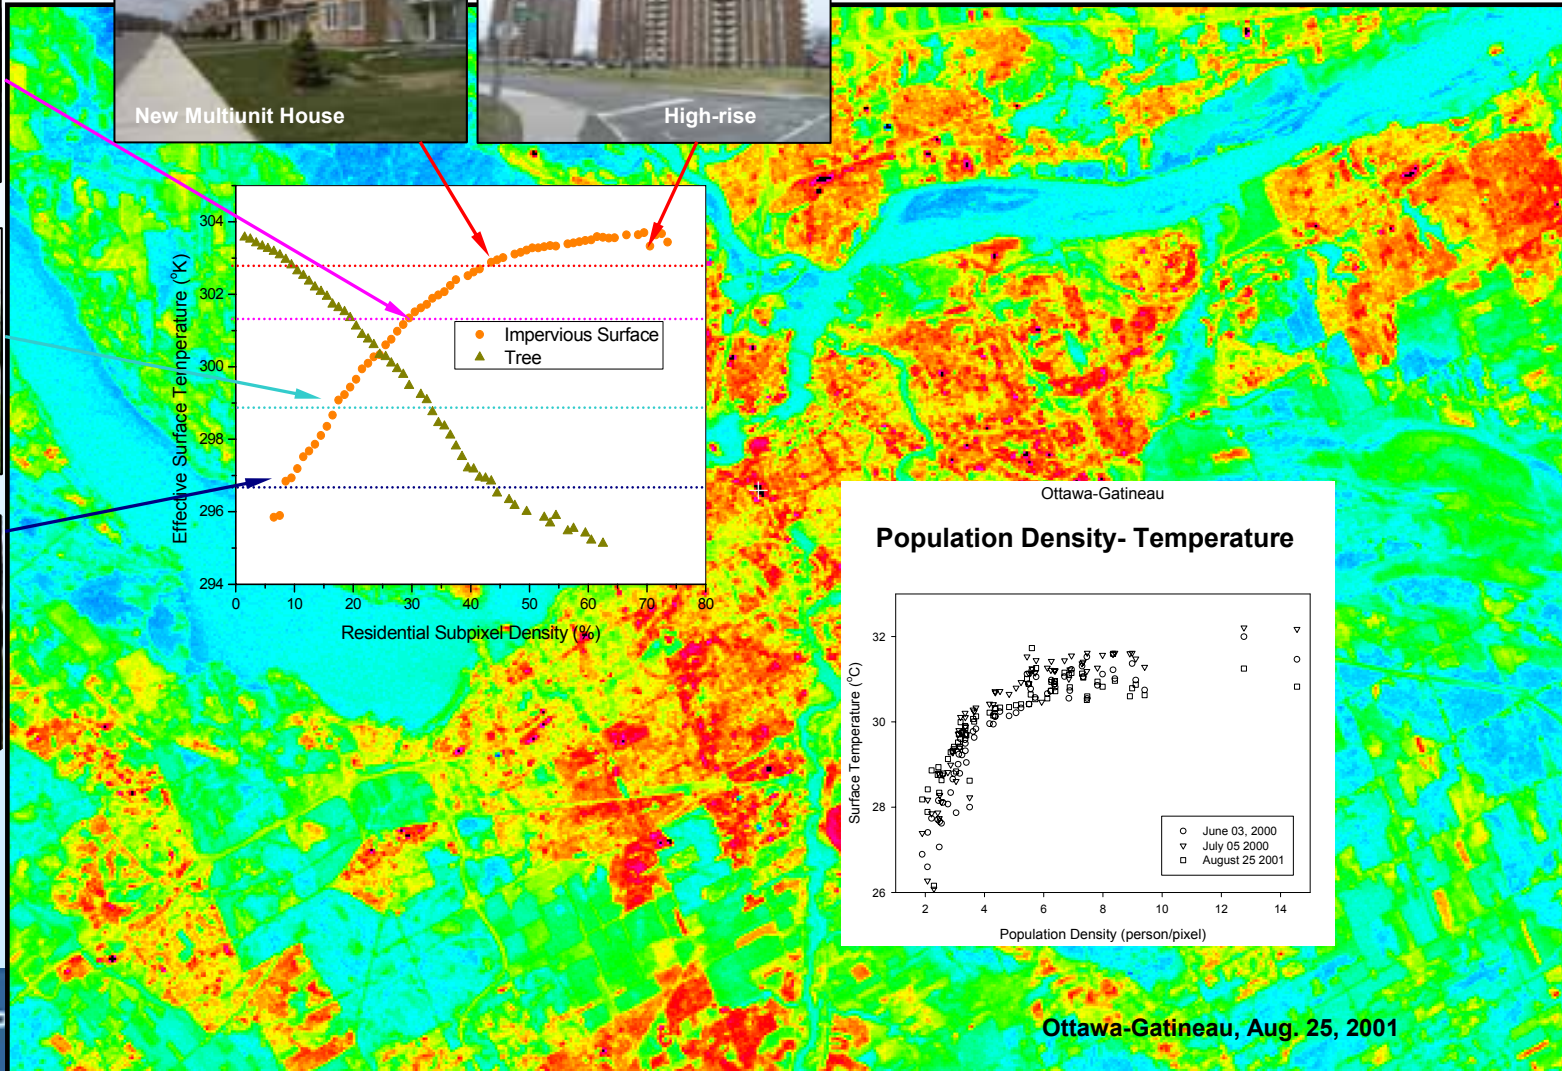 New Multiunit House
High-rise
304
302
300
298
296
294
Effective Surface Temperature (°K)
Impervious Surface
Tree
0 10 20 30 40 50 60 70 80
Residential Subpixel Density (%)
Ottawa-Gatineau
Population Density- Temperature
32
30
28
26
Surface Temperature (°C)
June 03, 2000
July 05 2000
August 25 2001
2 4 6 8 10 12 14
Population Density (person/pixel)
Ottawa-Gatineau, Aug. 25, 2001